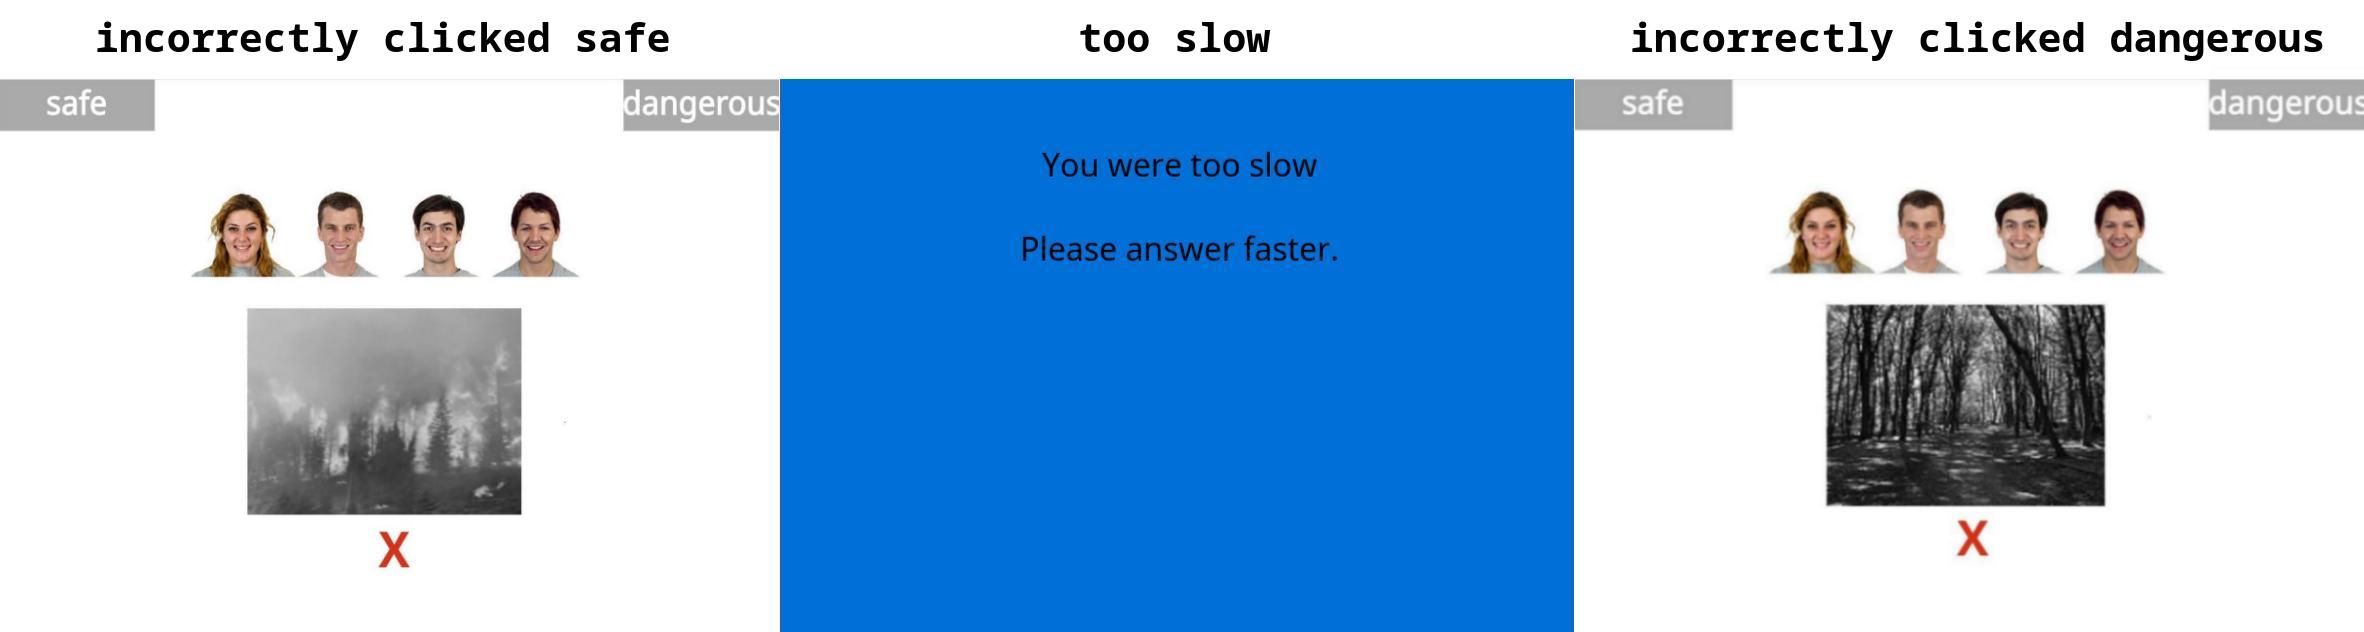 incorrectly clicked safe
too slow
incorrectly clicked dangerous
safe
dangerous
You were too slow
Please answer faster.
safe
dangerous
X
X